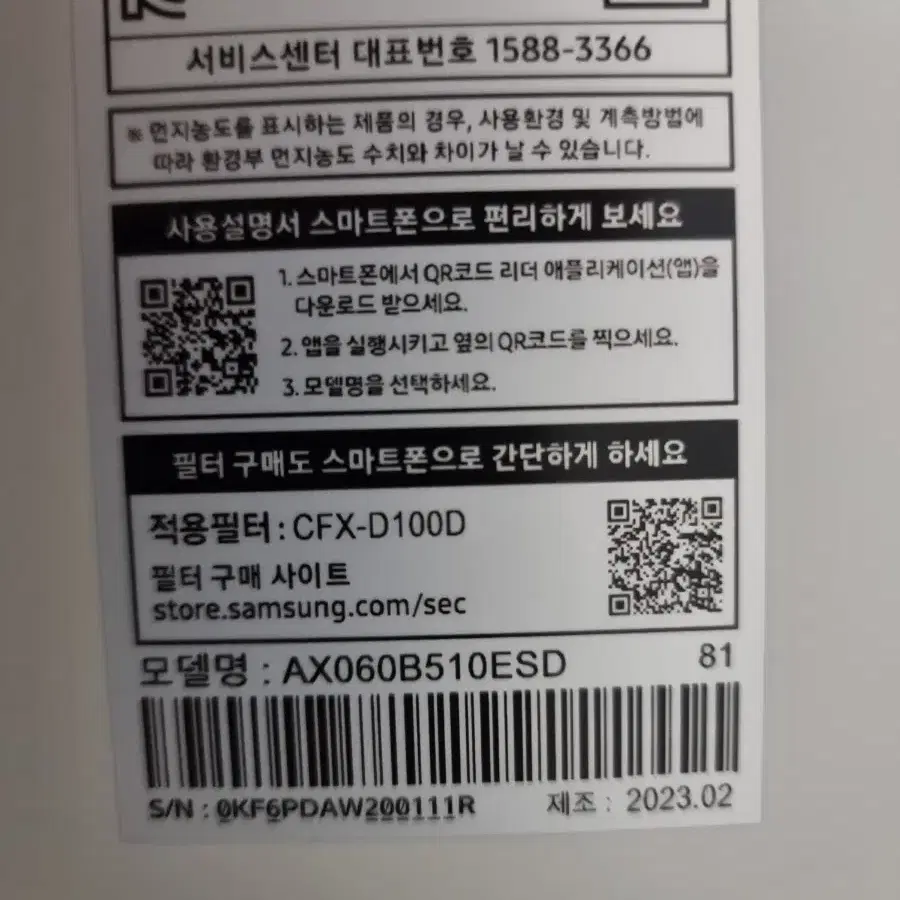 서비스센터 대표번호 1588-3366
※ 먼지농도를 표시하는 제품의 경우, 사용환경 및 계측방법에
따라 환경부 먼지농도 수치와 차이가 날 수 있습니다.
사용설명서 스마트폰으로 편리하게 보세요
1. 스마트폰에서 QR코드 리더 애플리케이션(앱)을
다운로드 받으세요.
2. 앱을 실행시키고 옆의 QR코드를 찍으세요.
3. 모델명을 선택하세요.
필터 구매도 스마트폰으로 간단하게 하세요
적용필터 : CFX-D100D
필터 구매 사이트
store.samsung.com/sec
모델명 : AX060B510ESD 81
S/N : 0KF6PDAW200111R 제조 : 2023.02